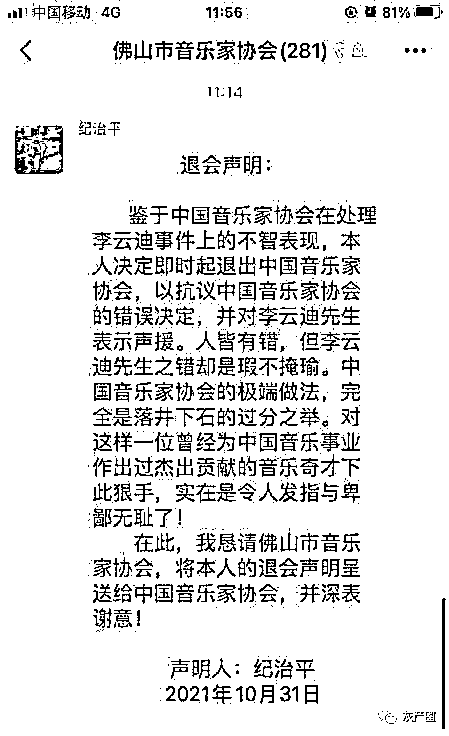 中国移动 4G 11:56 81%
佛山市音乐家协会(281)
11:14
纪治平
退会声明：
鉴于中国音乐家协会在处理
李云迪事件上的不智表现，本
人决定即时起退出中国音乐家
协会，以抗议中国音乐家协会
的错误决定，并对李云迪先生
表示声援。人皆有错，但李云
迪先生之错却是瑕不掩瑜。中
国音乐家协会的极端做法，完
全是落井下石的过分之举。对
这样一位曾经为中国音乐事业
作出过杰出贡献的音乐奇才下
此狠手，实在是令人发指与卑
鄙无耻了！
在此，我恳请佛山市音乐
家协会，将本人的退会声明呈
送给中国音乐家协会，并深表
谢意！
声明人：纪治平
2021年10月31日
灰产圈